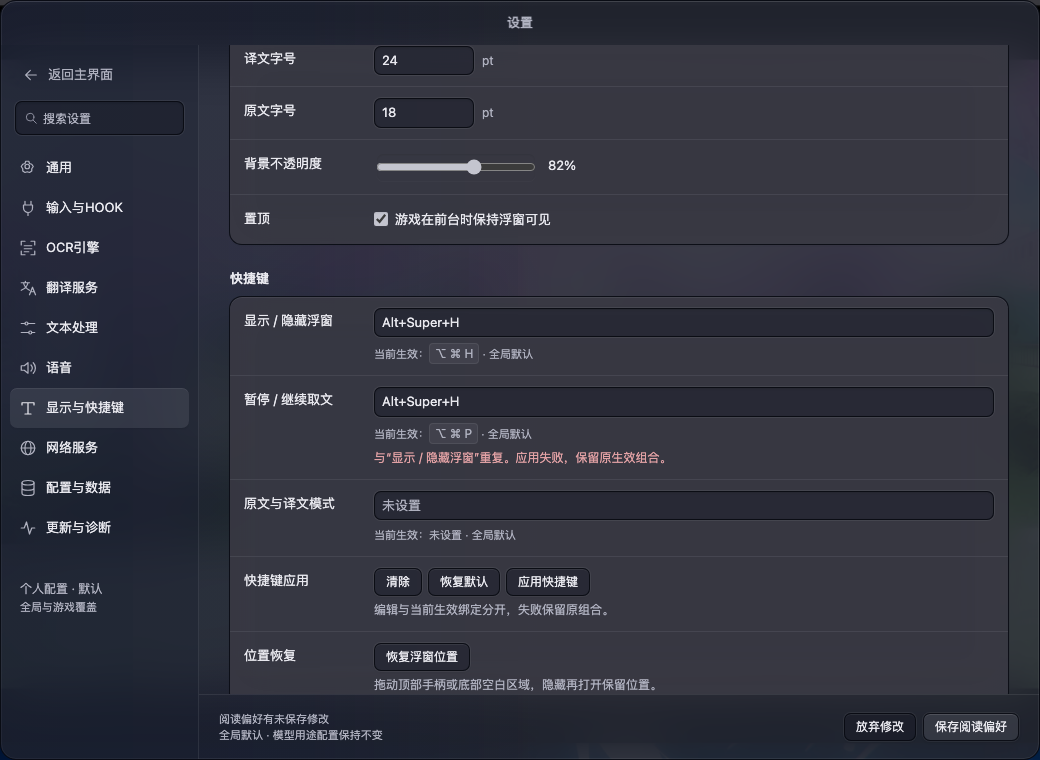 设置
返回主界面
搜索设置
通用
输入与HOOK
OCR引擎
翻译服务
文本处理
语音
显示与快捷键
网络服务
配置与数据
更新与诊断
个人配置 · 默认
全局与游戏覆盖
译文字号 24 pt
原文字号 18 pt
背景不透明度 82%
置顶 游戏在前台时保持浮窗可见
快捷键
显示 / 隐藏浮窗 Alt+Super+H
当前生效： ⌥ ⌘ H · 全局默认
暂停 / 继续取文 Alt+Super+H
当前生效： ⌥ ⌘ P · 全局默认
与“显示 / 隐藏浮窗”重复。应用失败，保留原生效组合。
原文与译文模式 未设置
当前生效： 未设置 · 全局默认
快捷键应用 清除 恢复默认 应用快捷键
编辑与当前生效绑定分开，失败保留原组合。
位置恢复 恢复浮窗位置
拖动顶部手柄或底部空白区域，隐藏再打开保留位置。
阅读偏好有未保存修改
全局默认 · 模型用途配置保持不变
放弃修改 保存阅读偏好